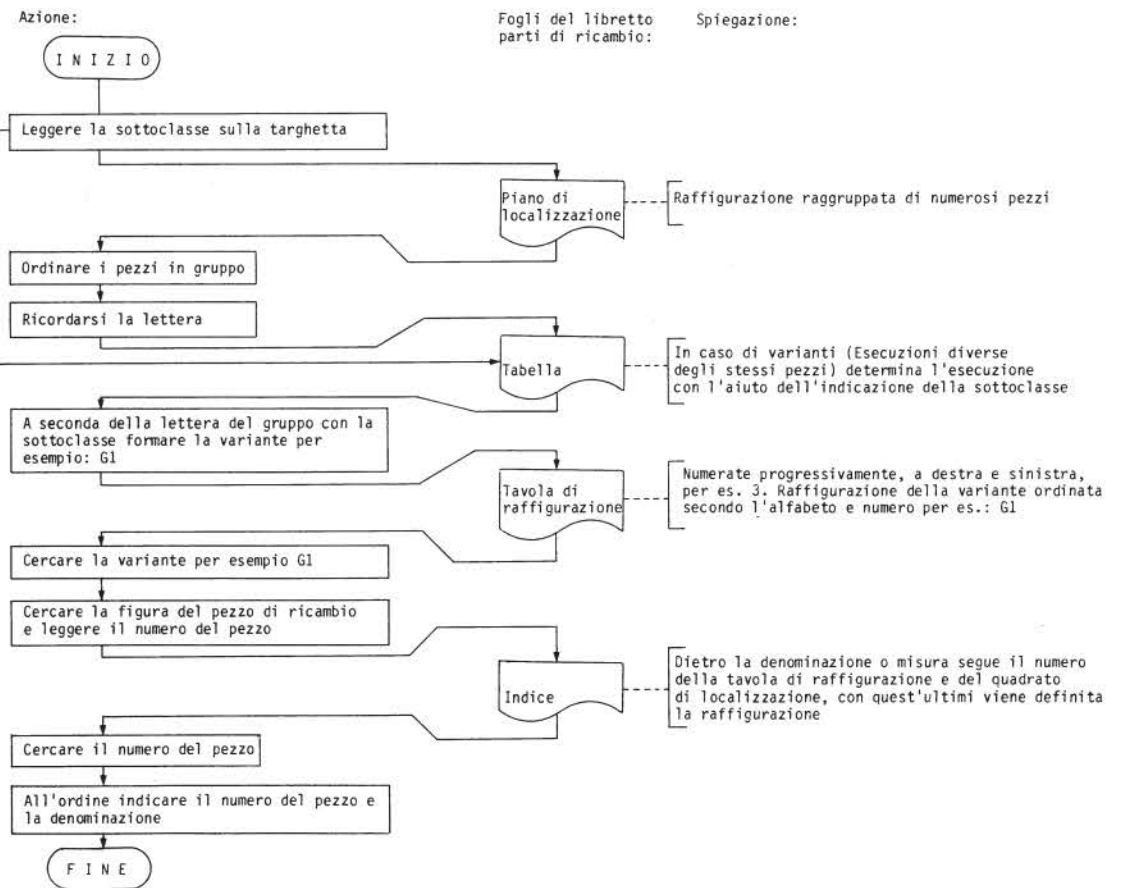 Azione:
Fogli del libretto
parti di ricambio:
Spiegazione:
I N I Z I O
Leggere la sottoclasse sulla targhetta
Piano di
localizzazione
Raffigurazione raggruppata di numerosi pezzi
Ordinare i pezzi in gruppo
Ricordarsi la lettera
Tabella
In caso di varianti (Esecuzioni diverse
degli stessi pezzi) determina l'esecuzione
con l'aiuto dell'indicazione della sottoclasse
A seconda della lettera del gruppo con la
sottoclasse formare la variante per
esempio: G1
Tavola di
raffigurazione
Numerate progressivamente, a destra e sinistra,
per es. 3. Raffigurazione della variante ordinata
secondo l'alfabeto e numero per es.: G1
Cercare la variante per esempio G1
Cercare la figura del pezzo di ricambio
e leggere il numero del pezzo
Indice
Dietro la denominazione o misura segue il numero
della tavola di raffigurazione e del quadrato
di localizzazione, con quest'ultimi viene definita
la raffigurazione
Cercare il numero del pezzo
All'ordine indicare il numero del pezzo e
la denominazione
F I N E